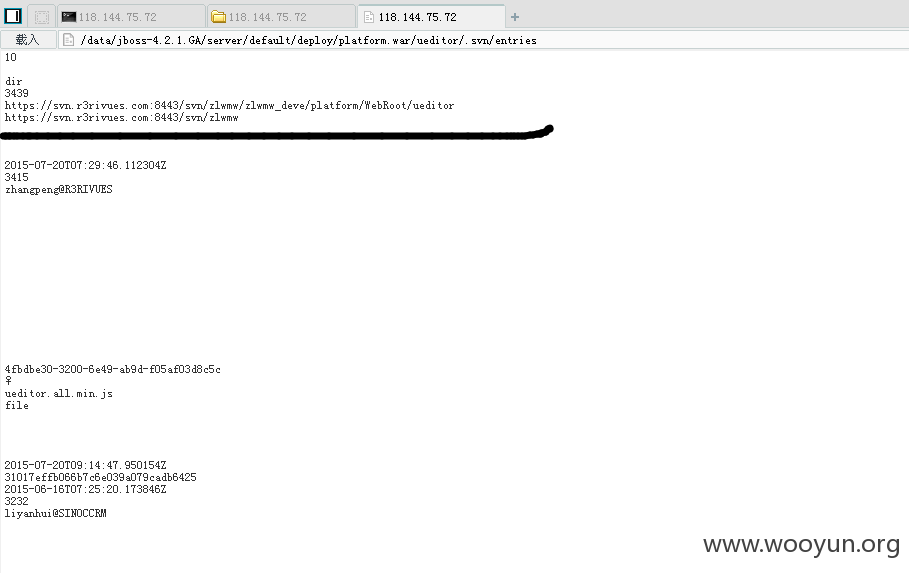 118.144.75.72
118.144.75.72
118.144.75.72
載入
/data/jboss-4.2.1.GA/server/default/deploy/platform.war/ueditor/.svn/entries
10
dir
3439
https://svn.r3rivues.com:8443/svn/zlwmw/zlwmw_deve/platform/WebRoot/ueditor
https://svn.r3rivues.com:8443/svn/zlwmw
2015-07-20T07:29:46.112304Z
3415
zhangpeng@R3RIVUES
4fbdbe30-3200-6e49-ab9d-f05af03d8c5c
♀
ueditor.all.min.js
file
2015-07-20T09:14:47.950154Z
31017effb066b7c6e039a079cadb6425
2015-06-16T07:25:20.173846Z
3232
liyanhui@SINOCCRM
www.wooyun.org